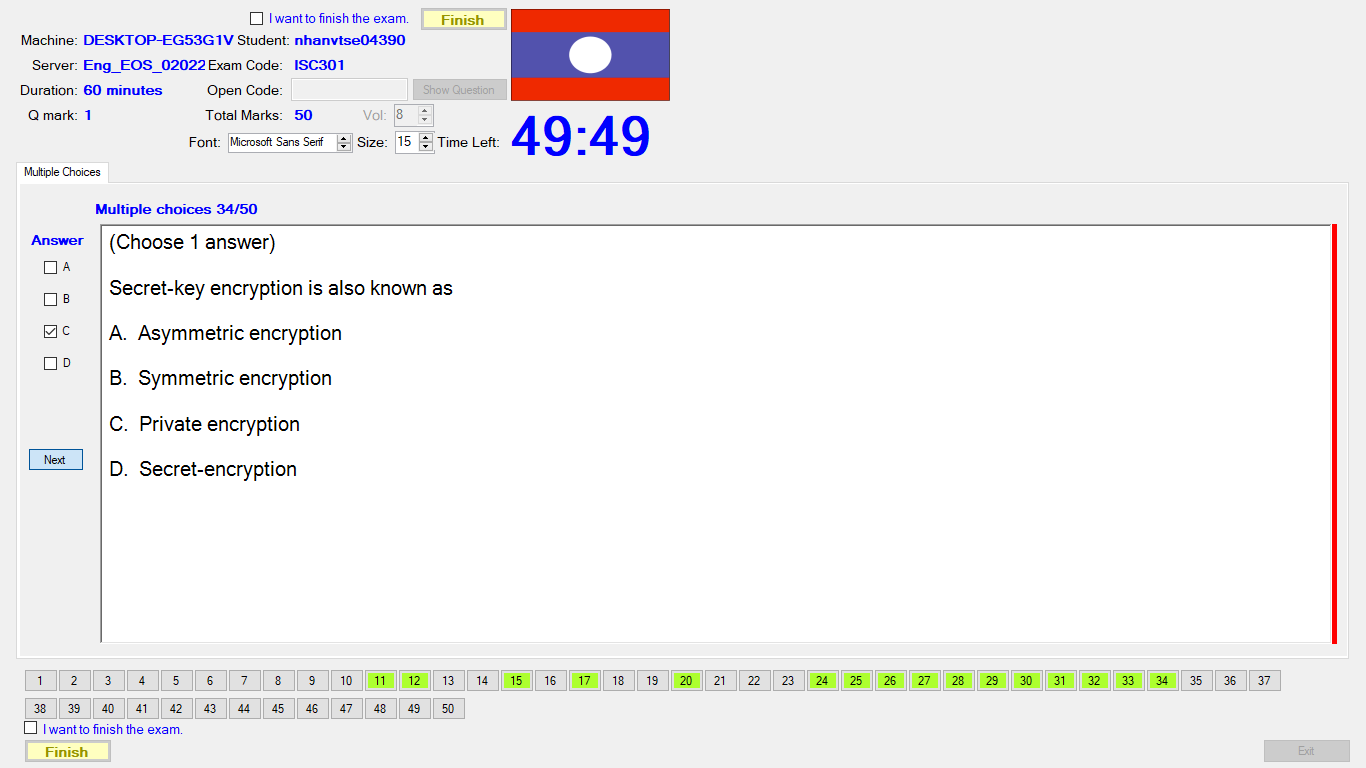 I want to finish the exam. Finish
Machine: DESKTOP-EG53G1V Student: nhanvtse04390
Server: Eng_EOS_02022 Exam Code: ISC301
Duration: 60 minutes Open Code: Show Question
Q mark: 1 Total Marks: 50 Vol: 8
Font: Microsoft Sans Serif Size: 15 Time Left: 49:49
Multiple Choices
Multiple choices 34/50
Answer
(Choose 1 answer)
A
Secret-key encryption is also known as
B
C
A. Asymmetric encryption
D
B. Symmetric encryption
C. Private encryption
Next
D. Secret-encryption
1 2 3 4 5 6 7 8 9 10 11 12 13 14 15 16 17 18 19 20 21 22 23 24 25 26 27 28 29 30 31 32 33 34 35 36 37
38 39 40 41 42 43 44 45 46 47 48 49 50
I want to finish the exam.
Finish Exit